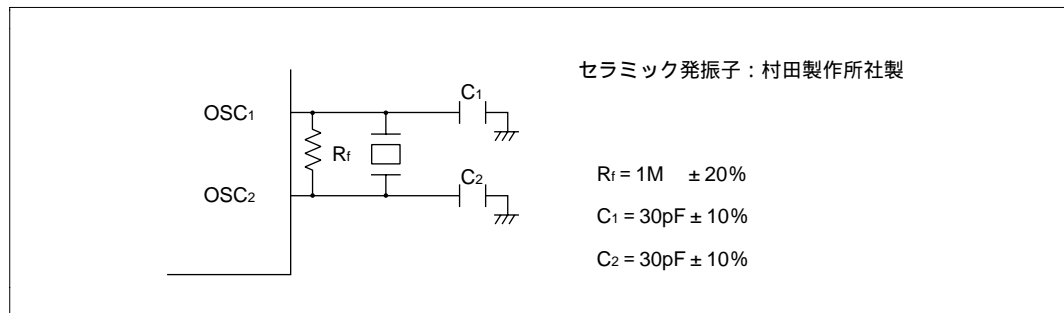 セラミック発振子：村田製作所社製
C1
OSC1
Rf
OSC2
C2
Rf = 1M ±20%
C1 = 30pF ± 10%
C2 = 30pF ± 10%